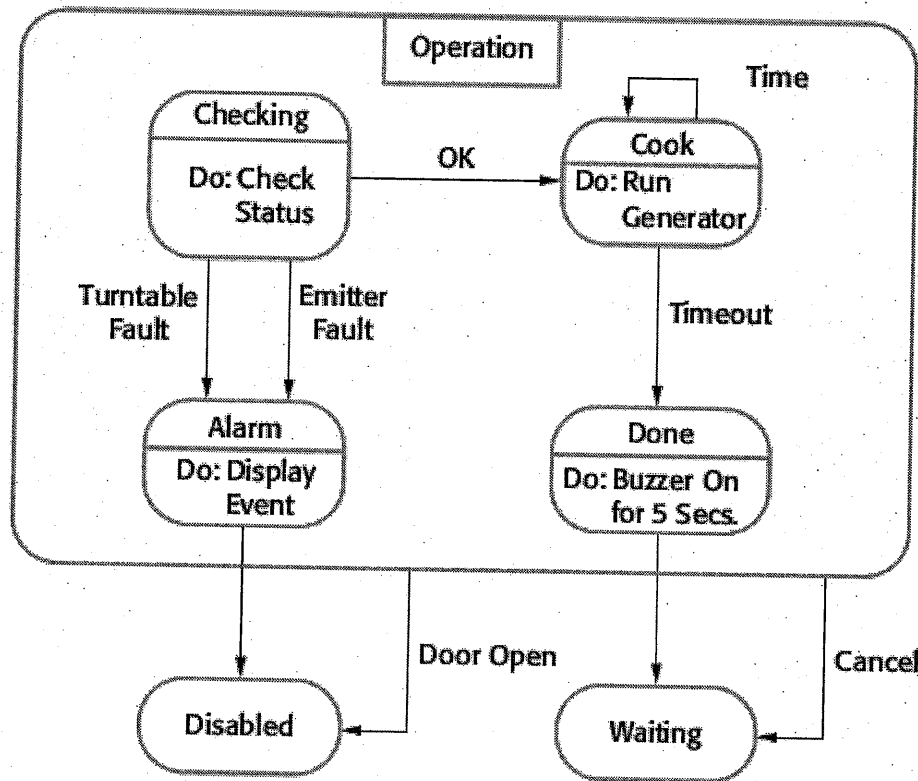 Operation
Time
Checking
Do: Check
Status
OK
Cook
Do: Run
Generator
Turntable
Fault
Emitter
Fault
Timeout
Alarm
Do: Display
Event
Done
Do: Buzzer On
for 5 Secs.
Door Open
Cancel
Disabled
Waiting